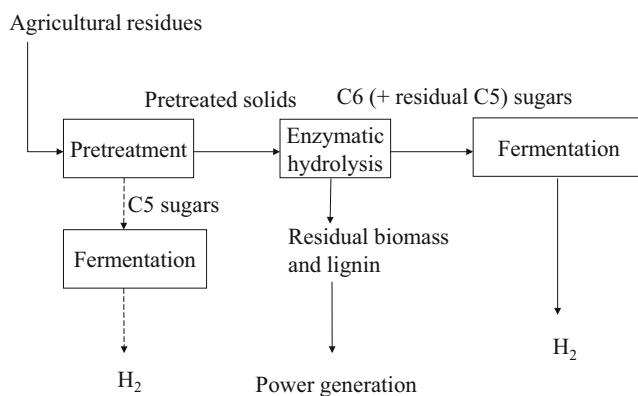 Agricultural residues
Pretreated solids
C6 (+ residual C5) sugars
Pretreatment
Enzymatic
hydrolysis
Fermentation
C5 sugars
Fermentation
Residual biomass
and lignin
H₂
Power generation
H₂